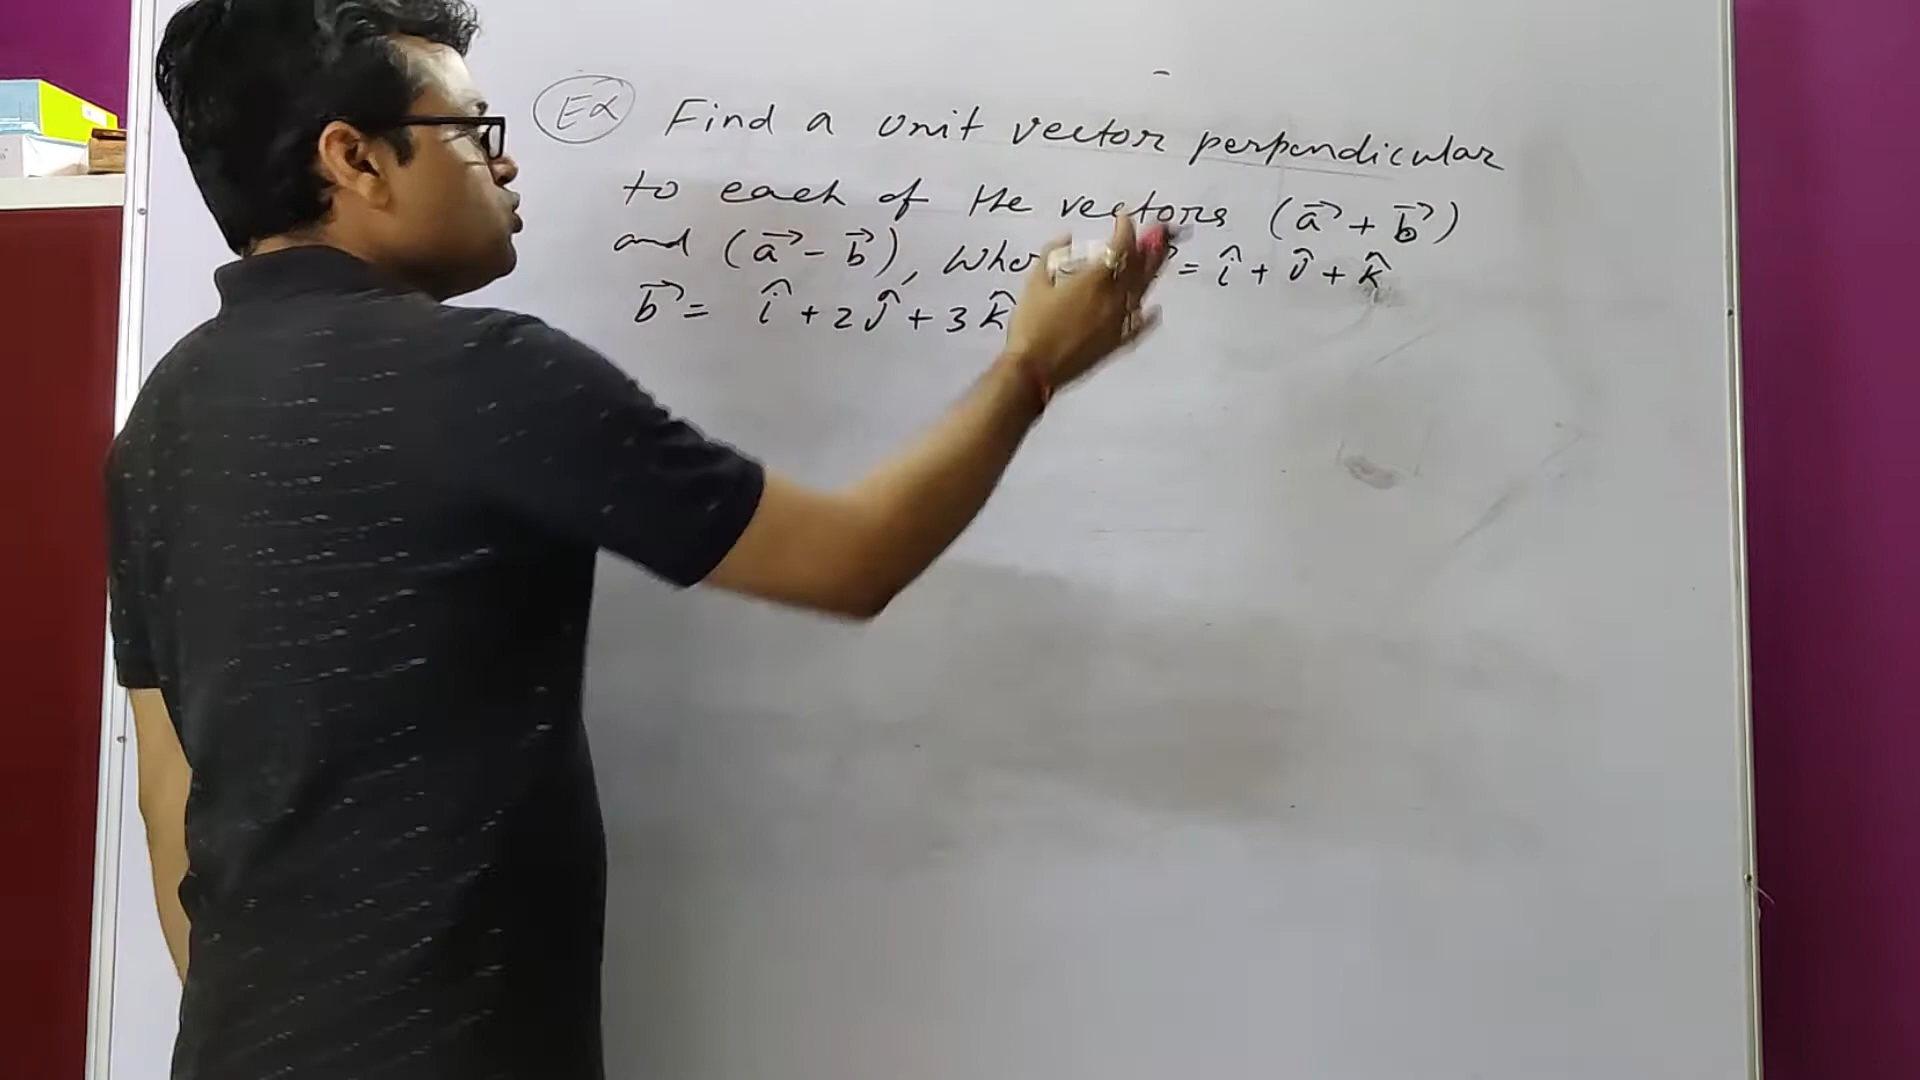 Ex Find a unit vector perpendicular
to each of the vectors (a⃗ + b⃗)
and (a⃗ - b⃗), = î + ĵ + k̂
b⃗ = î + 2ĵ + 3k̂